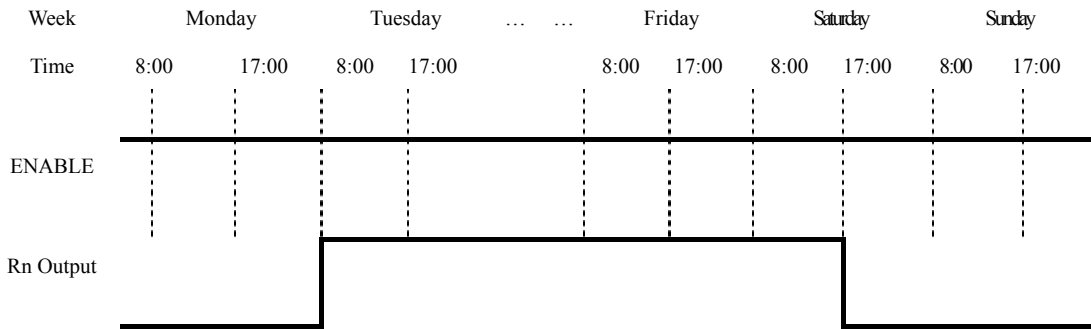 Week Monday Tuesday … … Friday Saturday Sunday
Time 8:00 17:00 8:00 17:00 8:00 17:00 8:00 17:00 8:00 17:00
ENABLE
Rn Output